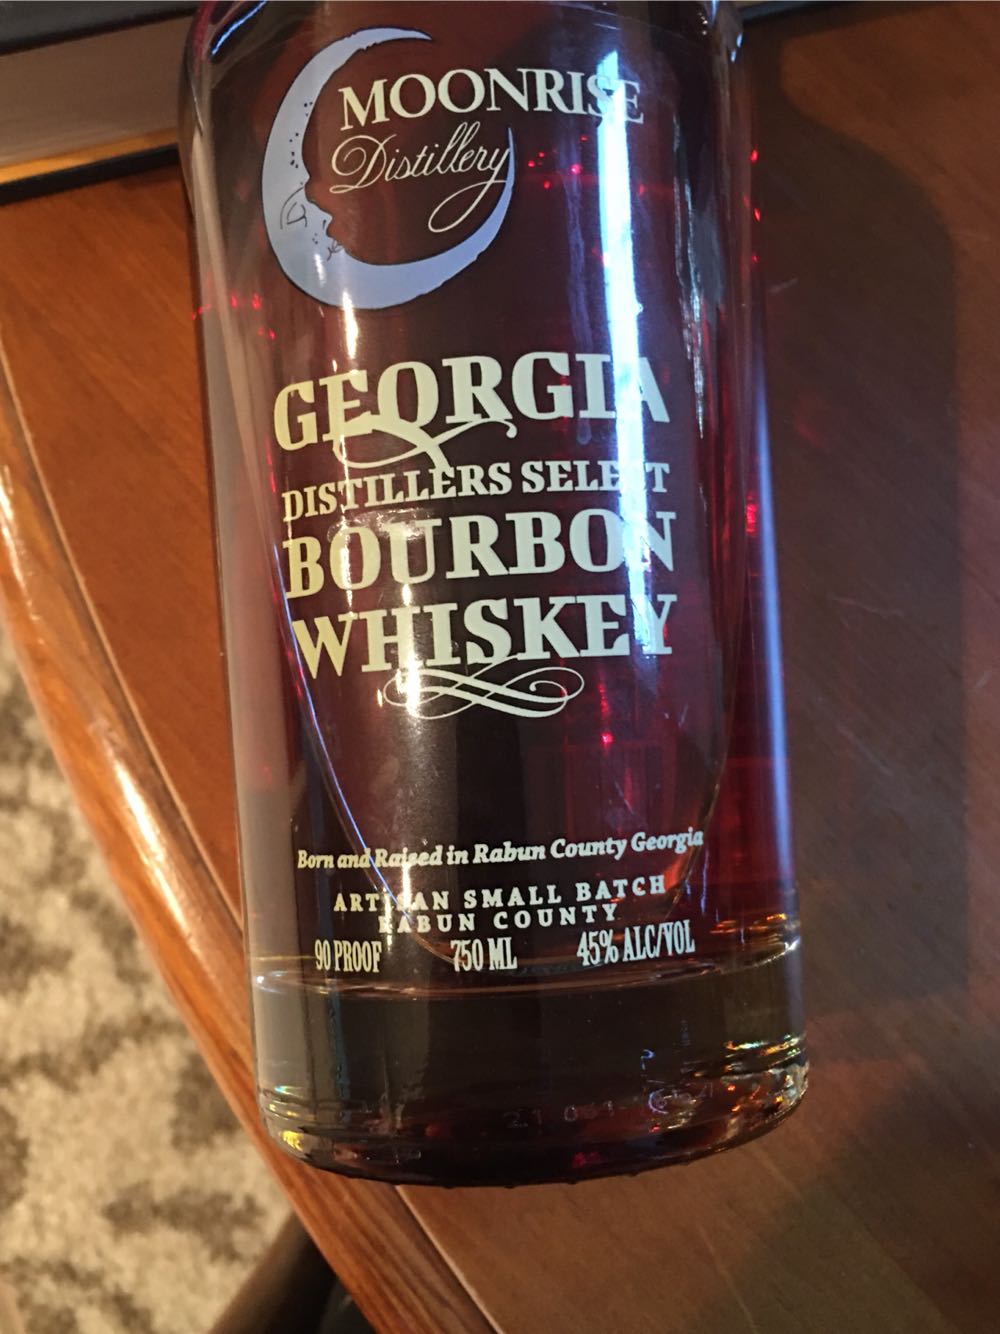 MOONRISE
Distillery
GEORGIA
DISTILLERS SELECT
BOURBON
WHISKEY
Born and Raised in Rabun County Georgia
ARTISAN SMALL BATCH
RABUN COUNTY
90 PROOF 750 ML 45% ALC/VOL